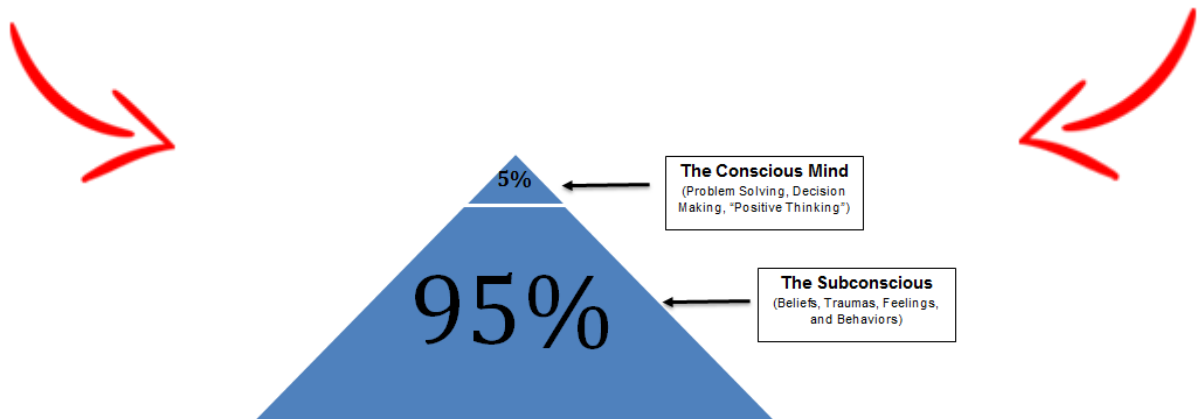 5%
The Conscious Mind
(Problem Solving, Decision
Making, “Positive Thinking”)
95%
The Subconscious
(Beliefs, Traumas, Feelings,
and Behaviors)